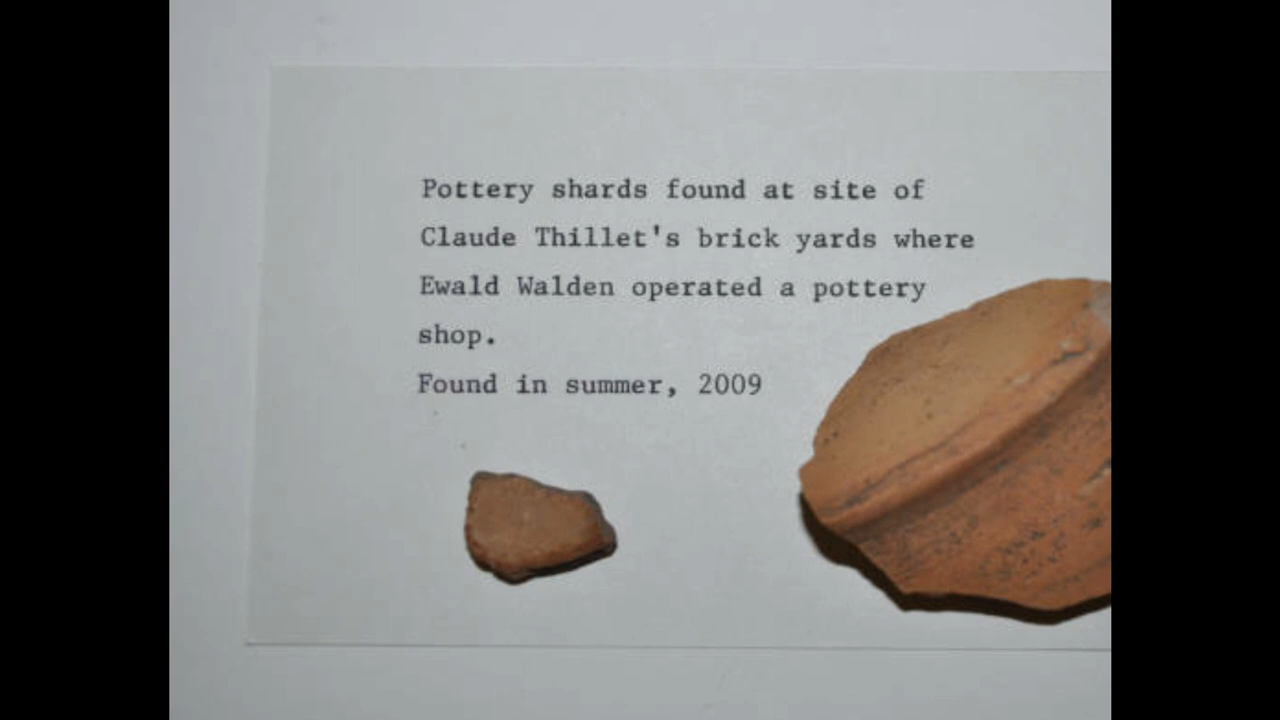 Pottery shards found at site of
Claude Thillet's brick yards where
Ewald Walden operated a pottery
shop.
Found in summer, 2009